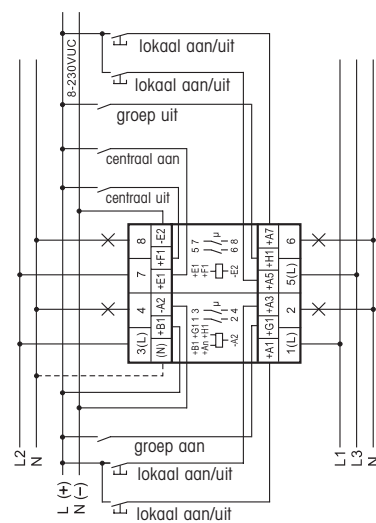 lokaal aan/uit
lokaal aan/uit
8-230VUC
groep uit
centraal aan
centraal uit
8 -E2 5 7 µ +A7 6
+F1 +E1 +F1 6 8 -E2 +H1
7 +E1 +A5 5(L)
4 -A2 1 3 µ +A3 2
+B1 +B1 +G1 +An +H1 2 4 -A2 +G1
3(L) (N) +A1 1(L)
groep aan
lokaal aan/uit
lokaal aan/uit
L2
N
L (+)
N (−)
L1
L3
N